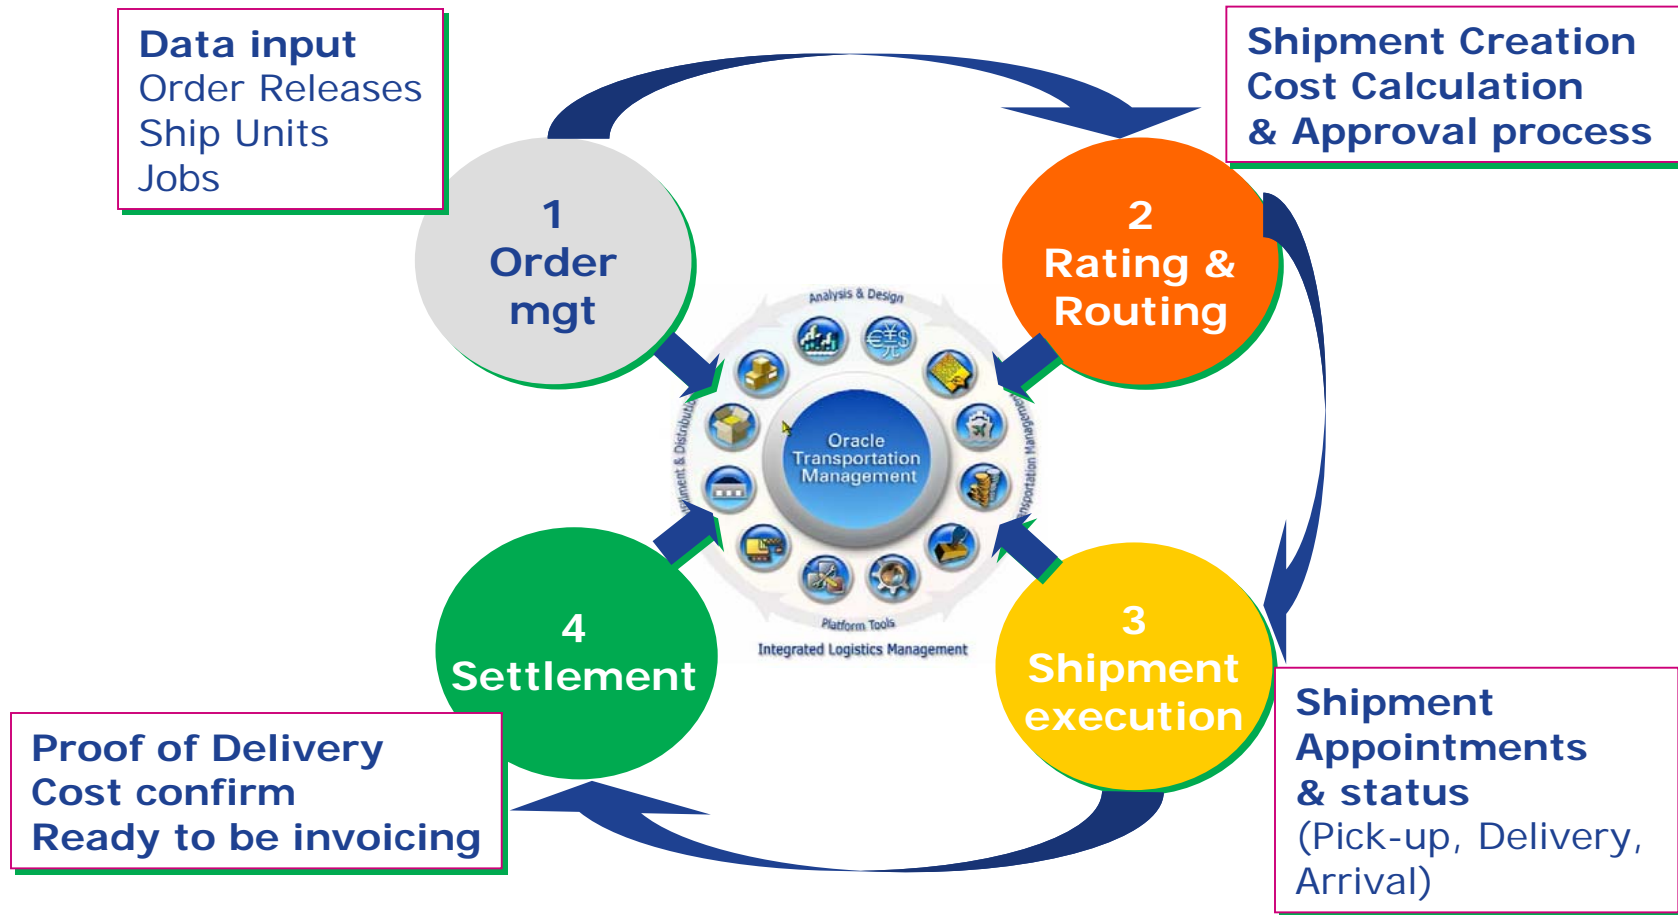 Data input
Order Releases
Ship Units
Jobs
Shipment Creation
Cost Calculation
& Approval process
1
Order
mgt
2
Rating &
Routing
Analysis & Design
Oracle
Transportation
Management
Platform Tools
Integrated Logistics Management
4
Settlement
3
Shipment
execution
Proof of Delivery
Cost confirm
Ready to be invoicing
Shipment
Appointments
& status
(Pick-up, Delivery,
Arrival)